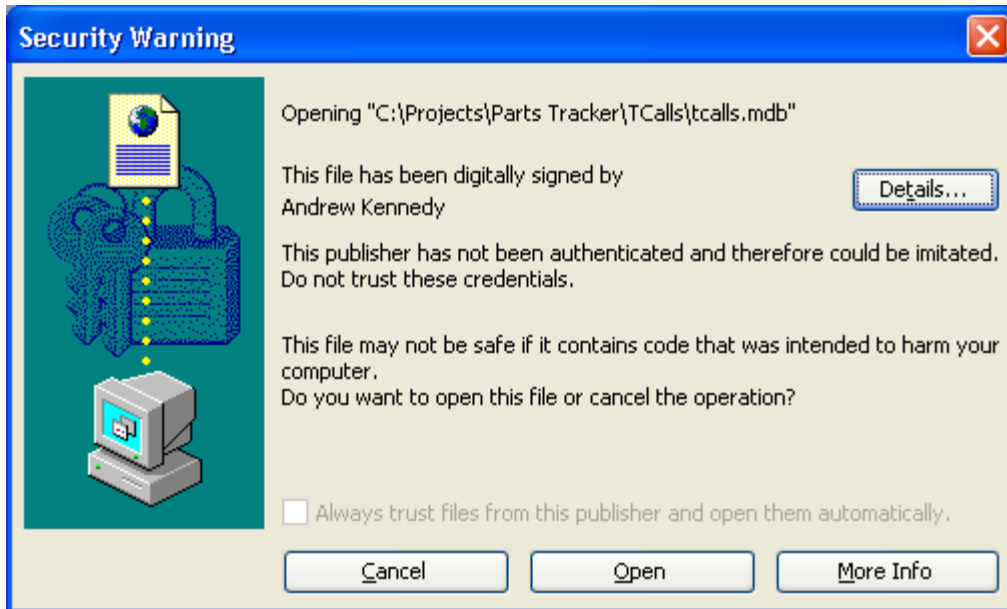 Security Warning
Opening "C:\Projects\Parts Tracker\TCalls\tcalls.mdb"
This file has been digitally signed by
Andrew Kennedy
Details...
This publisher has not been authenticated and therefore could be imitated.
Do not trust these credentials.
This file may not be safe if it contains code that was intended to harm your
computer.
Do you want to open this file or cancel the operation?
Always trust files from this publisher and open them automatically.
Cancel
Open
More Info